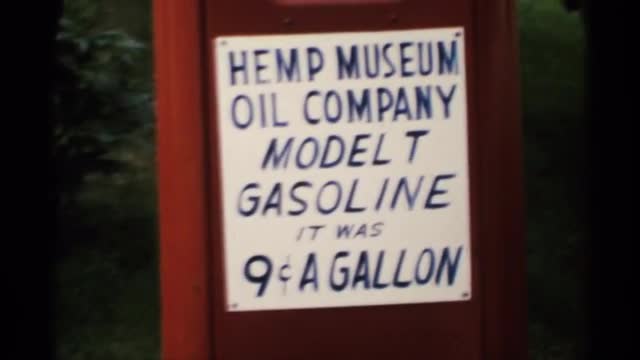 HEMP MUSEUM
OIL COMPANY
MODEL T
GASOLINE
IT WAS
9¢ A GALLON